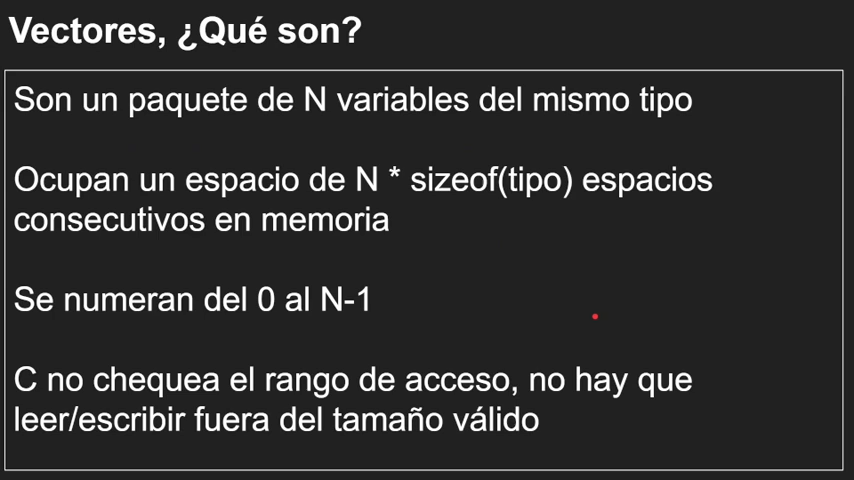 Vectores, ¿Qué son?
Son un paquete de N variables del mismo tipo
Ocupan un espacio de N * sizeof(tipo) espacios
consecutivos en memoria
Se numeran del 0 al N-1
C no chequea el rango de acceso, no hay que
leer/escribir fuera del tamaño válido